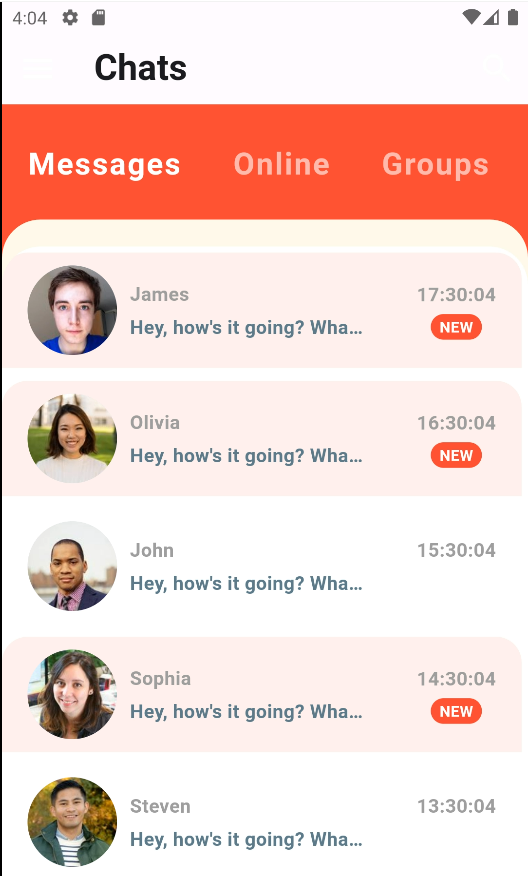 4:04
Chats
Messages Online Groups
James 17:30:04
Hey, how's it going? Wha… NEW
Olivia 16:30:04
Hey, how's it going? Wha… NEW
John 15:30:04
Hey, how's it going? Wha…
Sophia 14:30:04
Hey, how's it going? Wha… NEW
Steven 13:30:04
Hey, how's it going? Wha…